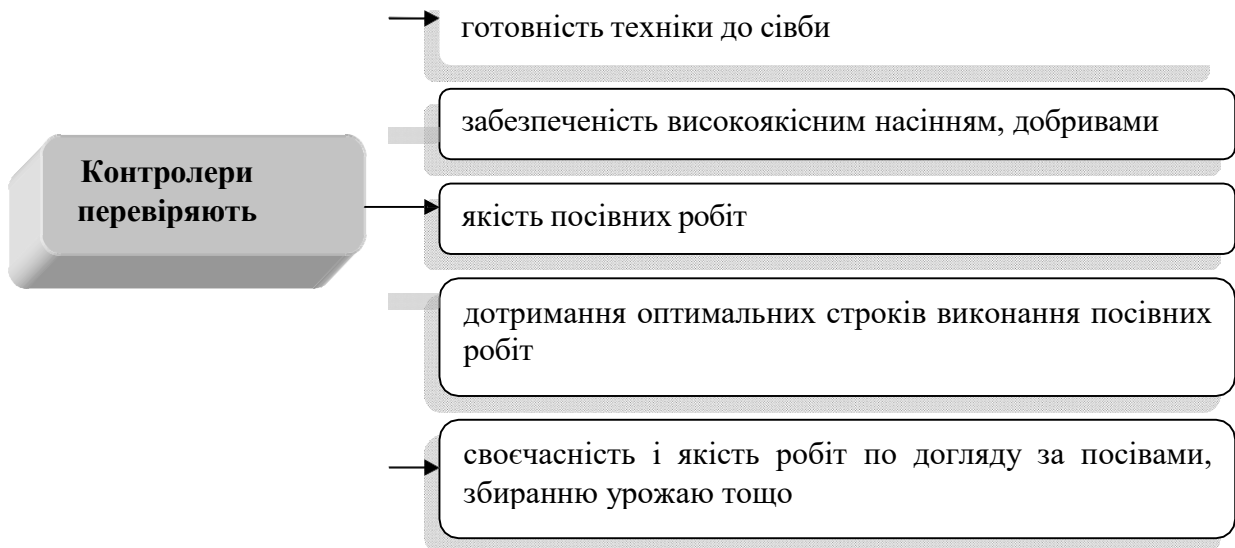 готовність техніки до сівби
забезпеченість високоякісним насінням, добривами
Контролери
перевіряють
якість посівних робіт
дотримання оптимальних строків виконання посівних
робіт
своєчасність і якість робіт по догляду за посівами,
збиранню урожаю тощо